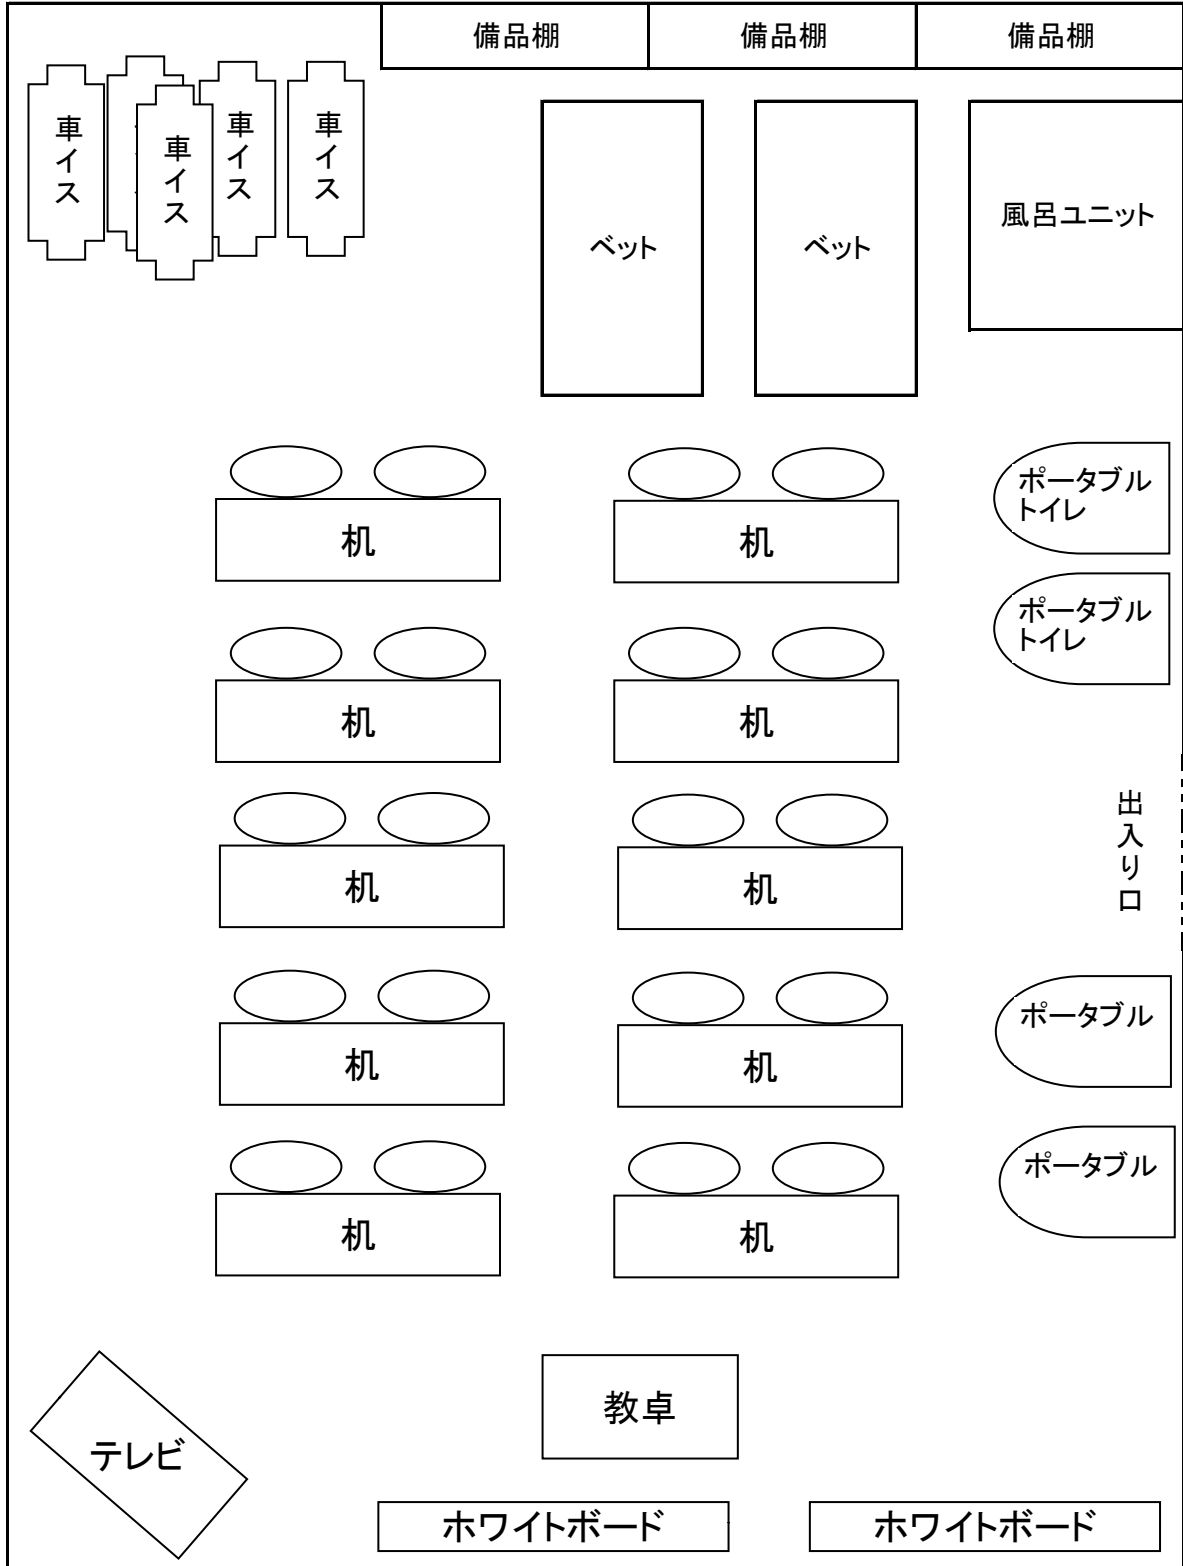 備品棚
備品棚
備品棚
車イス
車イス
車イス
車イス
ベット
ベット
風呂ユニット
ポータブル
トイレ
机
机
ポータブル
トイレ
机
机
出入り口
机
机
ポータブル
机
机
ポータブル
机
机
教卓
テレビ
ホワイトボード
ホワイトボード